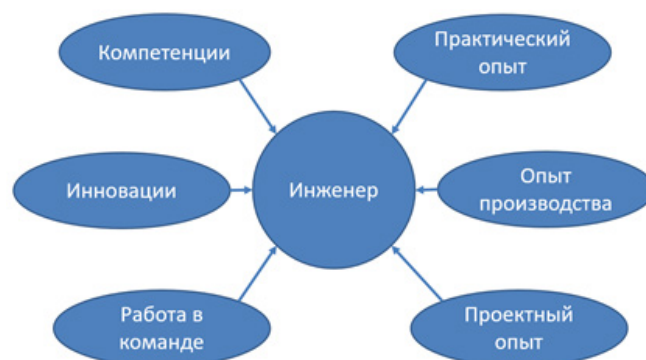 Компетенции
Практический
опыт
Инновации
Инженер
Опыт
производства
Работа в
команде
Проектный
опыт